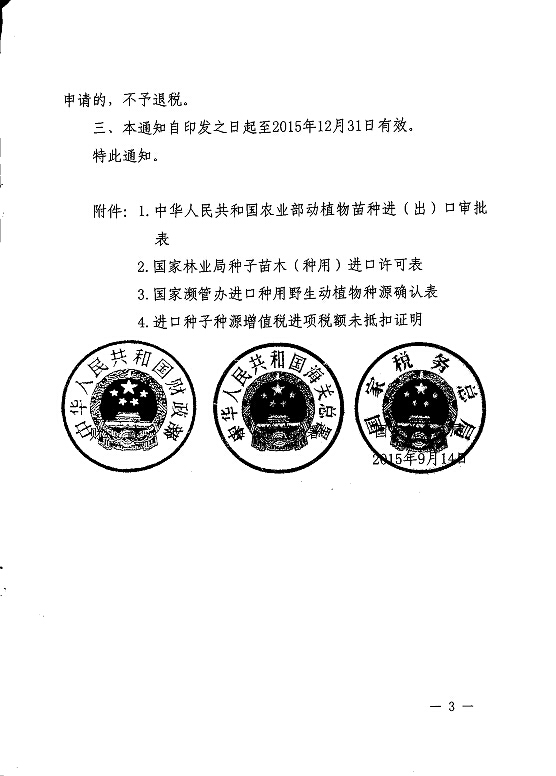 申请的，不予退税。
三、本通知自印发之日起至2015年12月31日有效。
特此通知。
附件：1.中华人民共和国农业部动植物苗种进（出）口审批
表
2.国家林业局种子苗木（种用）进口许可表
3.国家濒管办进口种用野生动植物种源确认表
4.进口种子种源增值税进项税额未抵扣证明
中华人民共和国财政部
中华人民共和国海关总署
国家税务总局
2015年9月14日
— 3 —